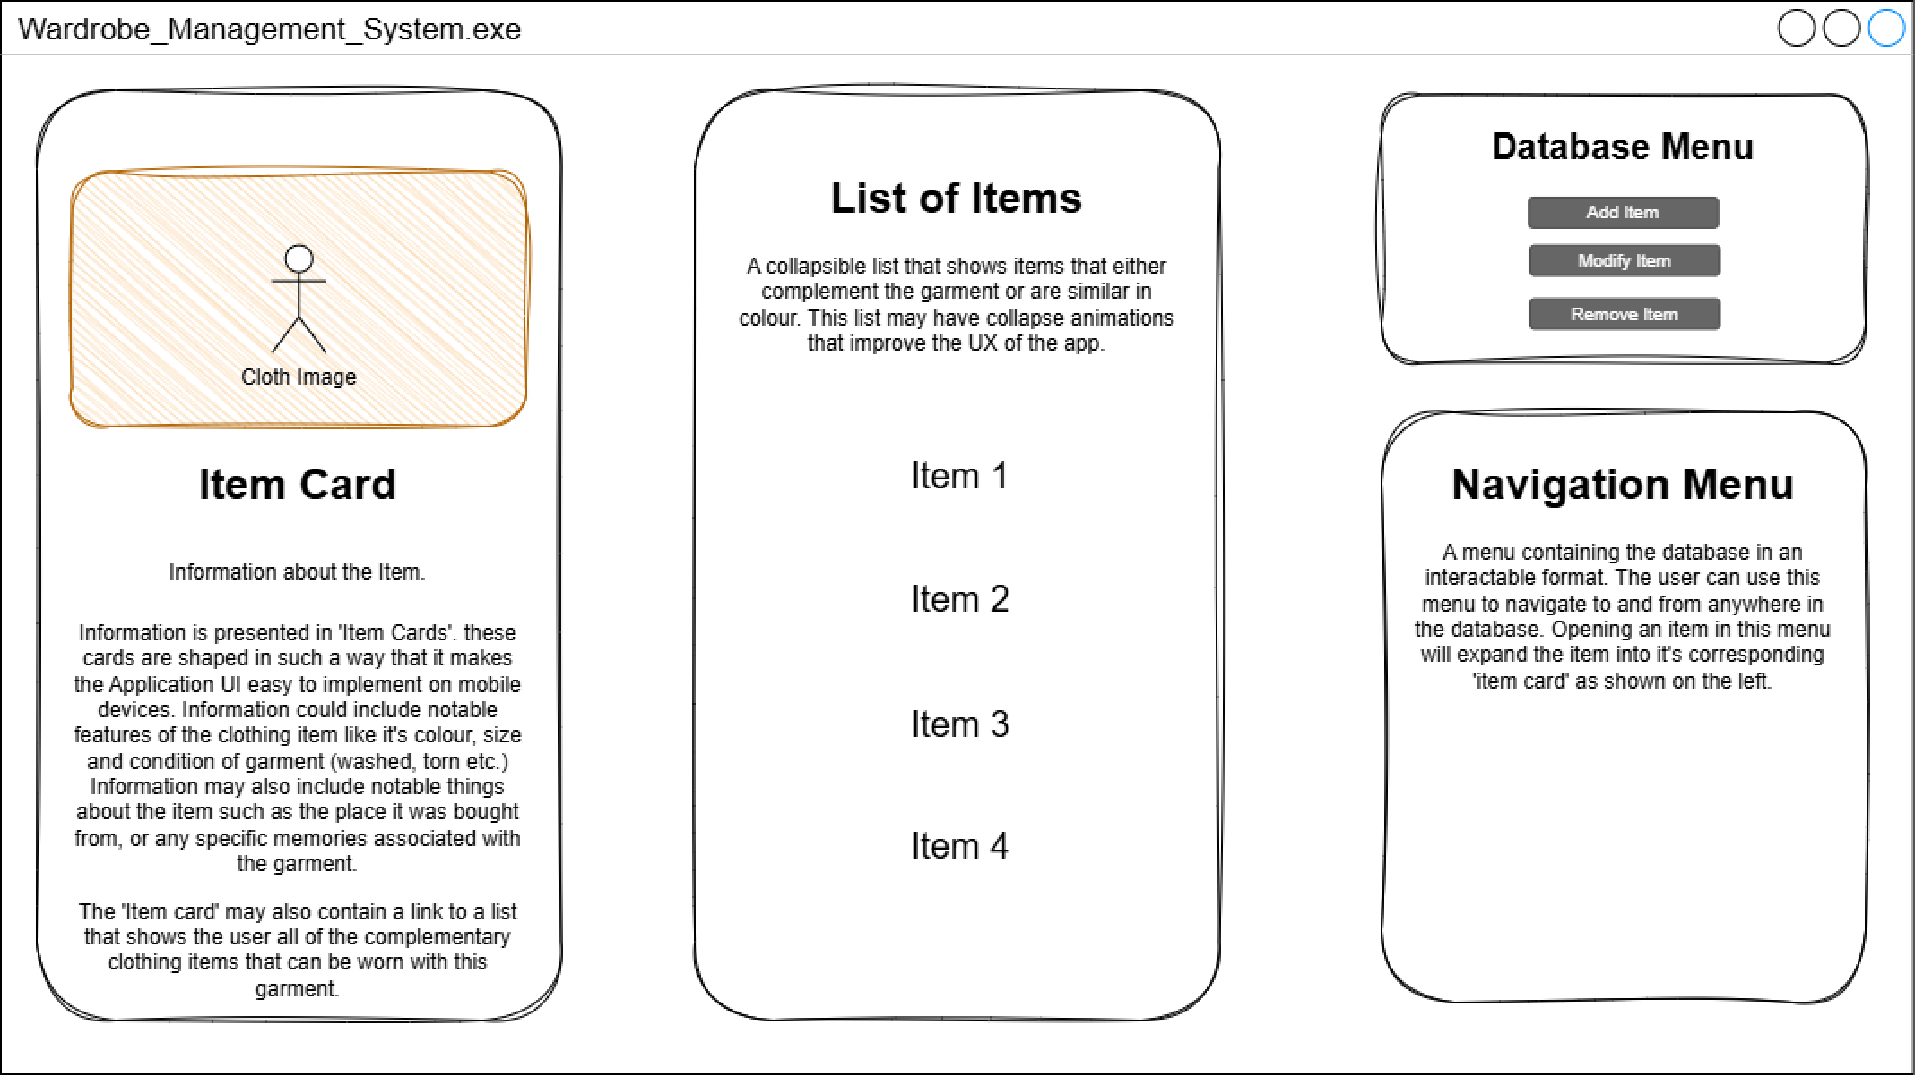 Wardrobe_Management_System.exe
Cloth Image
Item Card
Information about the Item.
Information is presented in 'Item Cards'. these
cards are shaped in such a way that it makes
the Application UI easy to implement on mobile
devices. Information could include notable
features of the clothing item like it's colour, size
and condition of garment (washed, torn etc.)
Information may also include notable things
about the item such as the place it was bought
from, or any specific memories associated with
the garment.
The 'Item card' may also contain a link to a list
that shows the user all of the complementary
clothing items that can be worn with this
garment.
List of Items
A collapsible list that shows items that either
complement the garment or are similar in
colour. This list may have collapse animations
that improve the UX of the app.
Item 1
Item 2
Item 3
Item 4
Database Menu
Add Item
Modify Item
Remove Item
Navigation Menu
A menu containing the database in an
interactable format. The user can use this
menu to navigate to and from anywhere in
the database. Opening an item in this menu
will expand the item into it's corresponding
'item card' as shown on the left.